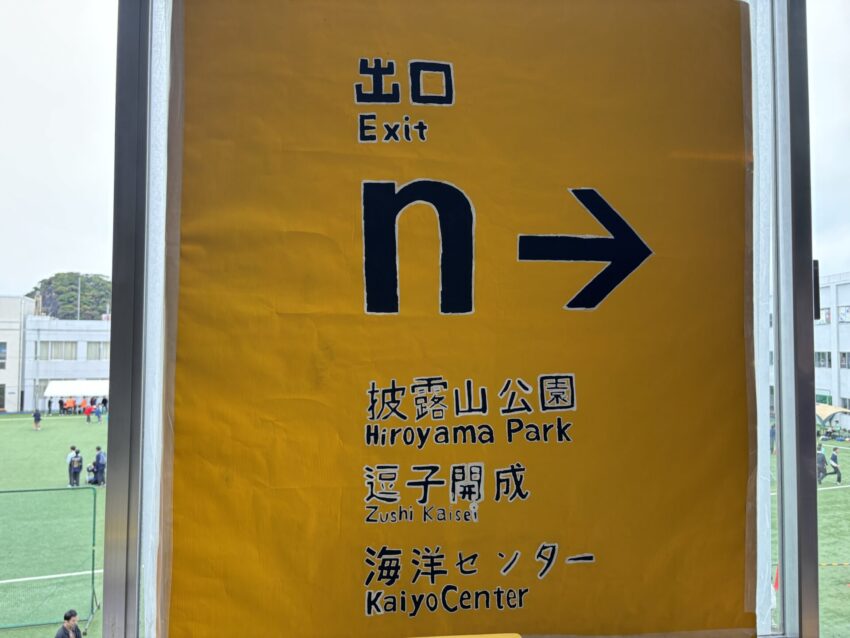 出口
Exit
n→
披露山公園
Hiroyama Park
逗子開成
Zushi Kaisei
海洋センター
KaiyoCenter